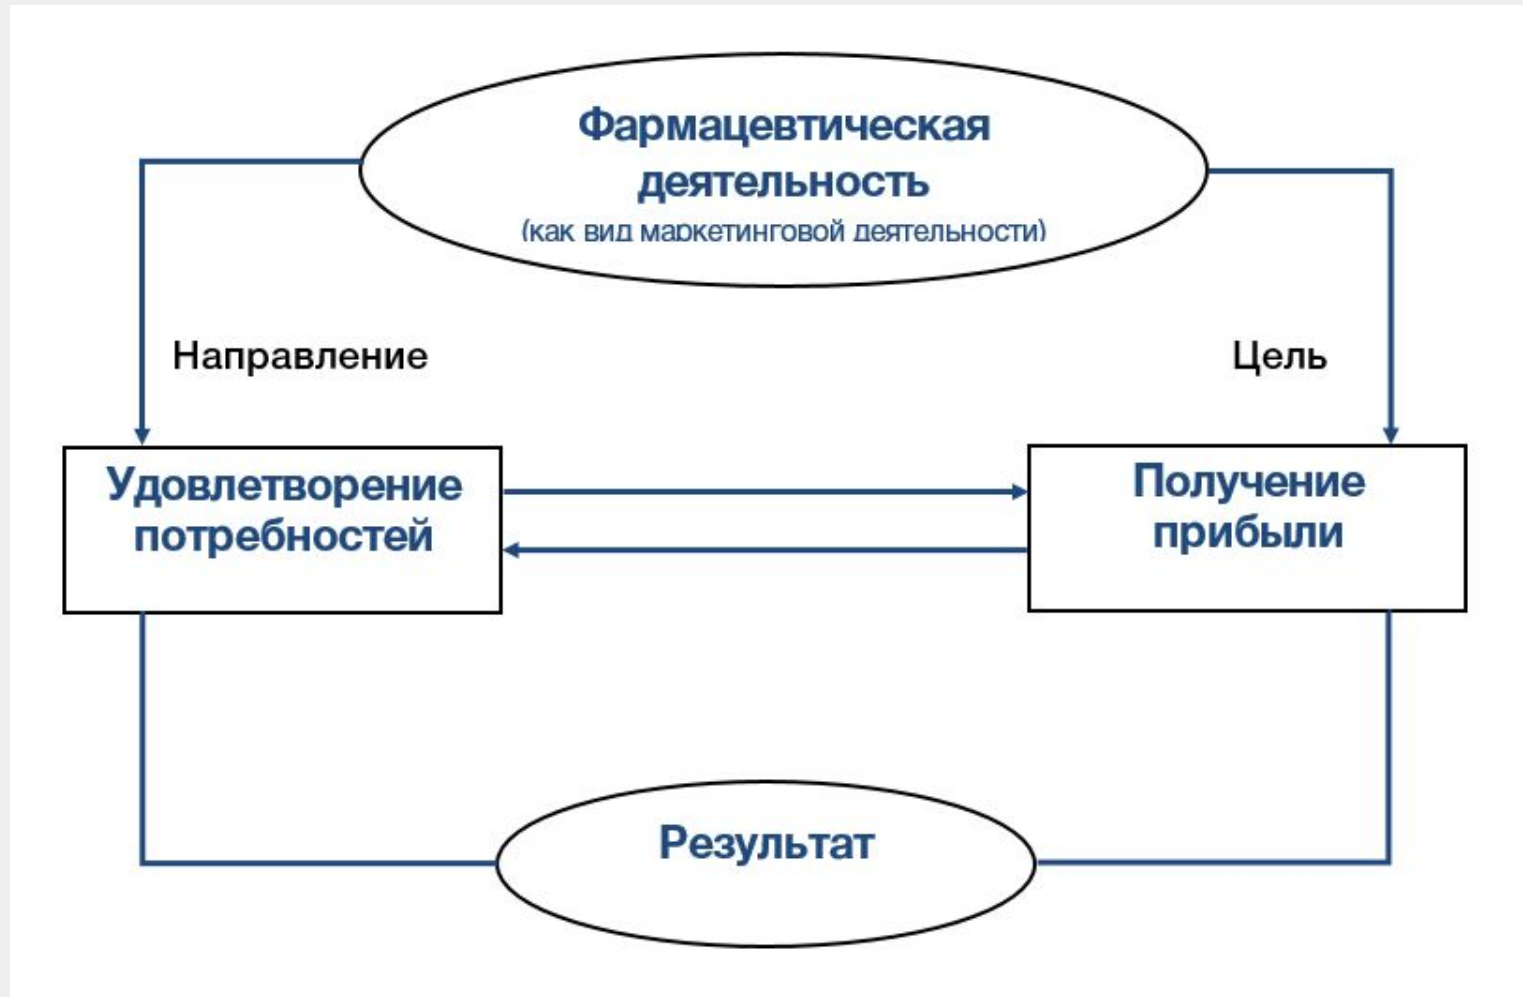 Фармацевтическая
деятельность
(как вид маркетинговой деятельности)
Направление
Цель
Удовлетворение
потребностей
Получение
прибыли
Результат